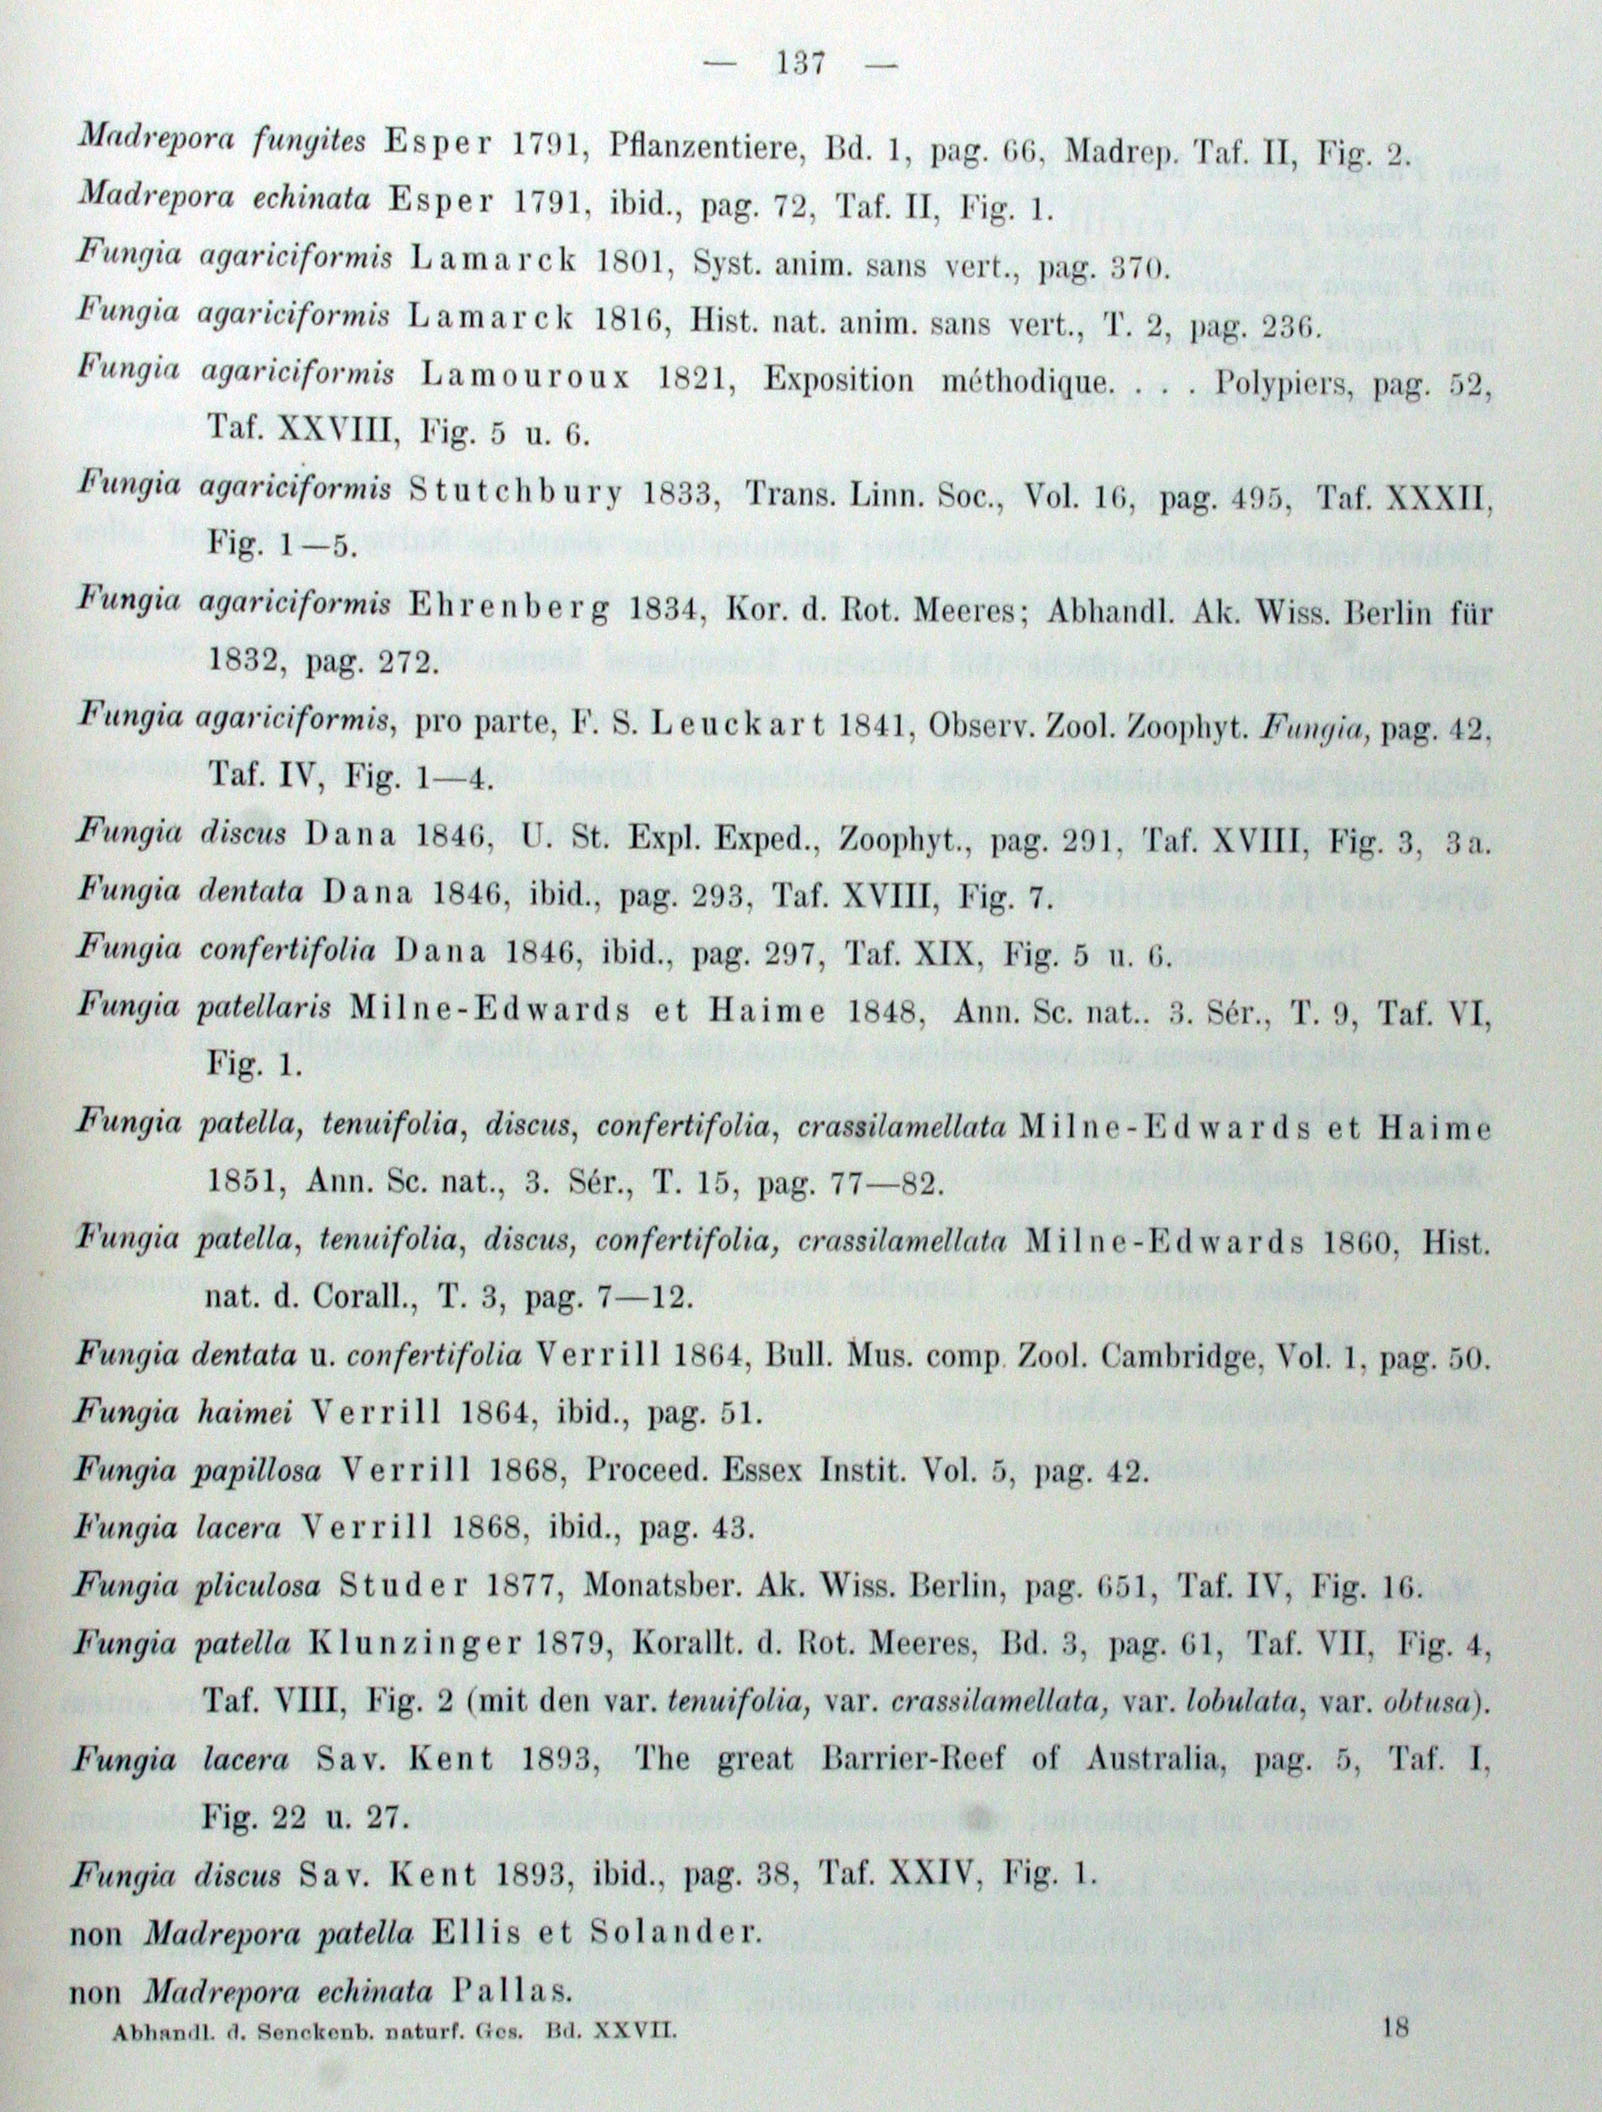 — 137 —
Madrepora fungites Esper 1791, Pflanzentiere, Bd. 1, pag. 66, Madrep. Taf. II, Fig. 2.
Madrepora echinata Esper 1791, ibid., pag. 72, Taf. II, Fig. 1.
Fungia agariciformis Lamarck 1801, Syst. anim. sans vert., pag. 370.
Fungia agariciformis Lamarck 1816, Hist. nat. anim. sans vert., T. 2, pag. 236.
Fungia agariciformis Lamouroux 1821, Exposition méthodique. . . . Polypiers, pag. 52,
Taf. XXVIII, Fig. 5 u. 6.
Fungia agariciformis Stutchbury 1833, Trans. Linn. Soc., Vol. 16, pag. 495, Taf. XXXII,
Fig. 1—5.
Fungia agariciformis Ehrenberg 1834, Kor. d. Rot. Meeres; Abhandl. Ak. Wiss. Berlin für
1832, pag. 272.
Fungia agariciformis, pro parte, F. S. Leuckart 1841, Observ. Zool. Zoophyt. Fungia, pag. 42,
Taf. IV, Fig. 1—4.
Fungia discus Dana 1846, U. St. Expl. Exped., Zoophyt., pag. 291, Taf. XVIII, Fig. 3, 3a.
Fungia dentata Dana 1846, ibid., pag. 293, Taf. XVIII, Fig. 7.
Fungia confertifolia Dana 1846, ibid., pag. 297, Taf. XIX, Fig. 5 u. 6.
Fungia patellaris Milne-Edwards et Haime 1848, Ann. Sc. nat.. 3. Sér., T. 9, Taf. VI,
Fig. 1.
Fungia patella, tenuifolia, discus, confertifolia, crassilamellata Milne-Edwards et Haime
1851, Ann. Sc. nat., 3. Sér., T. 15, pag. 77—82.
Fungia patella, tenuifolia, discus, confertifolia, crassilamellata Milne-Edwards 1860, Hist.
nat. d. Corall., T. 3, pag. 7—12.
Fungia dentata u. confertifolia Verrill 1864, Bull. Mus. comp. Zool. Cambridge, Vol. 1, pag. 50.
Fungia haimei Verrill 1864, ibid., pag. 51.
Fungia papillosa Verrill 1868, Proceed. Essex Instit. Vol. 5, pag. 42.
Fungia lacera Verrill 1868, ibid., pag. 43.
Fungia pliculosa Studer 1877, Monatsber. Ak. Wiss. Berlin, pag. 651, Taf. IV, Fig. 16.
Fungia patella Klunzinger 1879, Korallt. d. Rot. Meeres, Bd. 3, pag. 61, Taf. VII, Fig. 4,
Taf. VIII, Fig. 2 (mit den var. tenuifolia, var. crassilamellata, var. lobulata, var. obtusa).
Fungia lacera Sav. Kent 1893, The great Barrier-Reef of Australia, pag. 5, Taf. I,
Fig. 22 u. 27.
Fungia discus Sav. Kent 1893, ibid., pag. 38, Taf. XXIV, Fig. 1.
non Madrepora patella Ellis et Solander.
non Madrepora echinata Pallas.
Abhandl. d. Senckenb. naturf. Ges. Bd. XXVII. 18